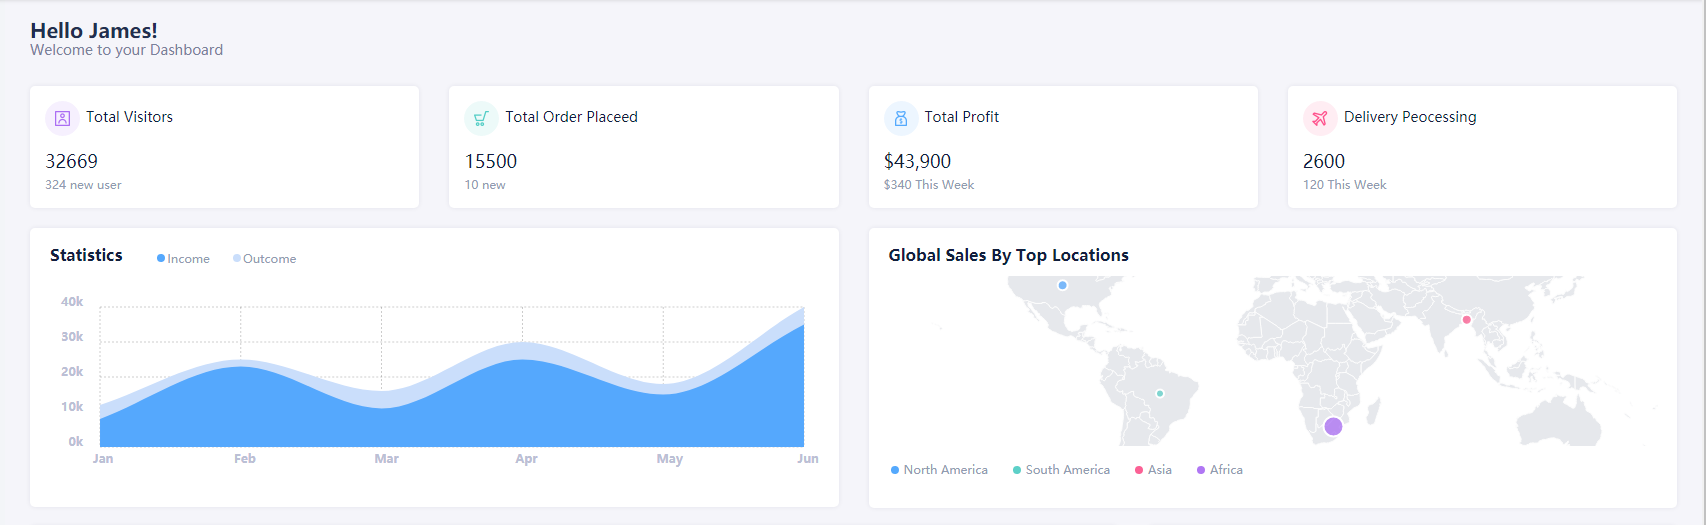 Hello James!
Welcome to your Dashboard
Total Visitors
32669
324 new user
Total Order Placeed
15500
10 new
Total Profit
$43,900
$340 This Week
Delivery Peocessing
2600
120 This Week
Statistics
Income
Outcome
40k
30k
20k
10k
0k
Jan
Feb
Mar
Apr
May
Jun
Global Sales By Top Locations
North America
South America
Asia
Africa